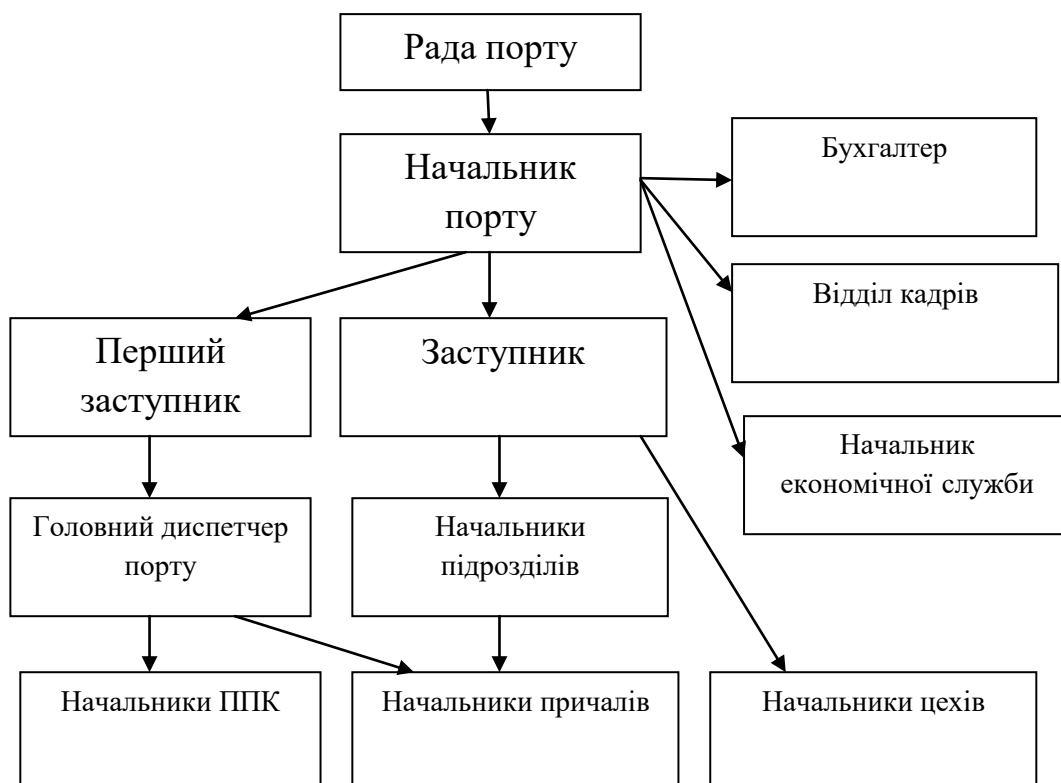 Рада порту
Начальник
порту
Бухгалтер
Відділ кадрів
Перший
заступник
Заступник
Начальник
економічної служби
Головний диспетчер
порту
Начальники
підрозділів
Начальники ППК
Начальники причалів
Начальники цехів